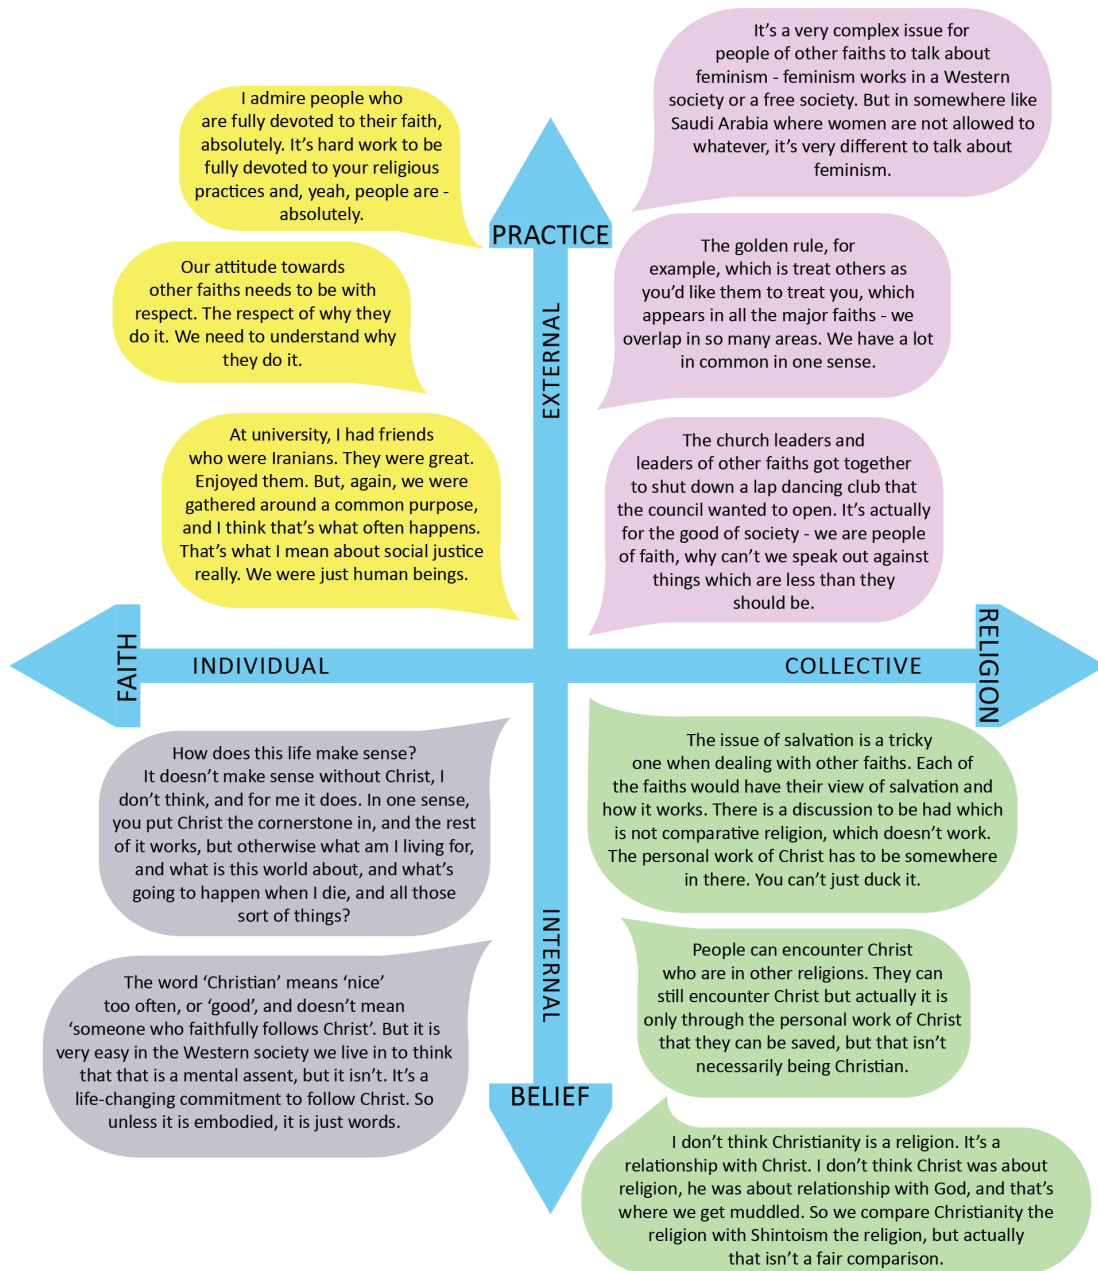 I admire people who
are fully devoted to their faith,
absolutely. It’s hard work to be
fully devoted to your religious
practices and, yeah, people are -
absolutely.
Our attitude towards
other faiths needs to be with
respect. The respect of why they
do it. We need to understand why
they do it.
At university, I had friends
who were Iranians. They were great.
Enjoyed them. But, again, we were
gathered around a common purpose,
and I think that’s what often happens.
That’s what I mean about social justice
really. We were just human beings.
It’s a very complex issue for
people of other faiths to talk about
feminism - feminism works in a Western
society or a free society. But in somewhere like
Saudi Arabia where women are not allowed to
whatever, it’s very different to talk about
feminism.
The golden rule, for
example, which is treat others as
you’d like them to treat you, which
appears in all the major faiths - we
overlap in so many areas. We have a lot
in common in one sense.
The church leaders and
leaders of other faiths got together
to shut down a lap dancing club that
the council wanted to open. It’s actually
for the good of society - we are people
of faith, why can’t we speak out against
things which are less than they
should be.
PRACTICE
EXTERNAL
FAITH
INDIVIDUAL
COLLECTIVE
RELIGION
INTERNAL
BELIEF
How does this life make sense?
It doesn’t make sense without Christ, I
don’t think, and for me it does. In one sense,
you put Christ the cornerstone in, and the rest
of it works, but otherwise what am I living for,
and what is this world about, and what’s
going to happen when I die, and all those
sort of things?
The word ‘Christian’ means ‘nice’
too often, or ‘good’, and doesn’t mean
‘someone who faithfully follows Christ’. But it is
very easy in the Western society we live in to think
that that is a mental assent, but it isn’t. It’s a
life-changing commitment to follow Christ. So
unless it is embodied, it is just words.
The issue of salvation is a tricky
one when dealing with other faiths. Each of
the faiths would have their view of salvation and
how it works. There is a discussion to be had which
is not comparative religion, which doesn’t work.
The personal work of Christ has to be somewhere
in there. You can’t just duck it.
People can encounter Christ
who are in other religions. They can
still encounter Christ but actually it is
only through the personal work of Christ
that they can be saved, but that isn’t
necessarily being Christian.
I don’t think Christianity is a religion. It’s a
relationship with Christ. I don’t think Christ was about
religion, he was about relationship with God, and that’s
where we get muddled. So we compare Christianity the
religion with Shintoism the religion, but actually
that isn’t a fair comparison.